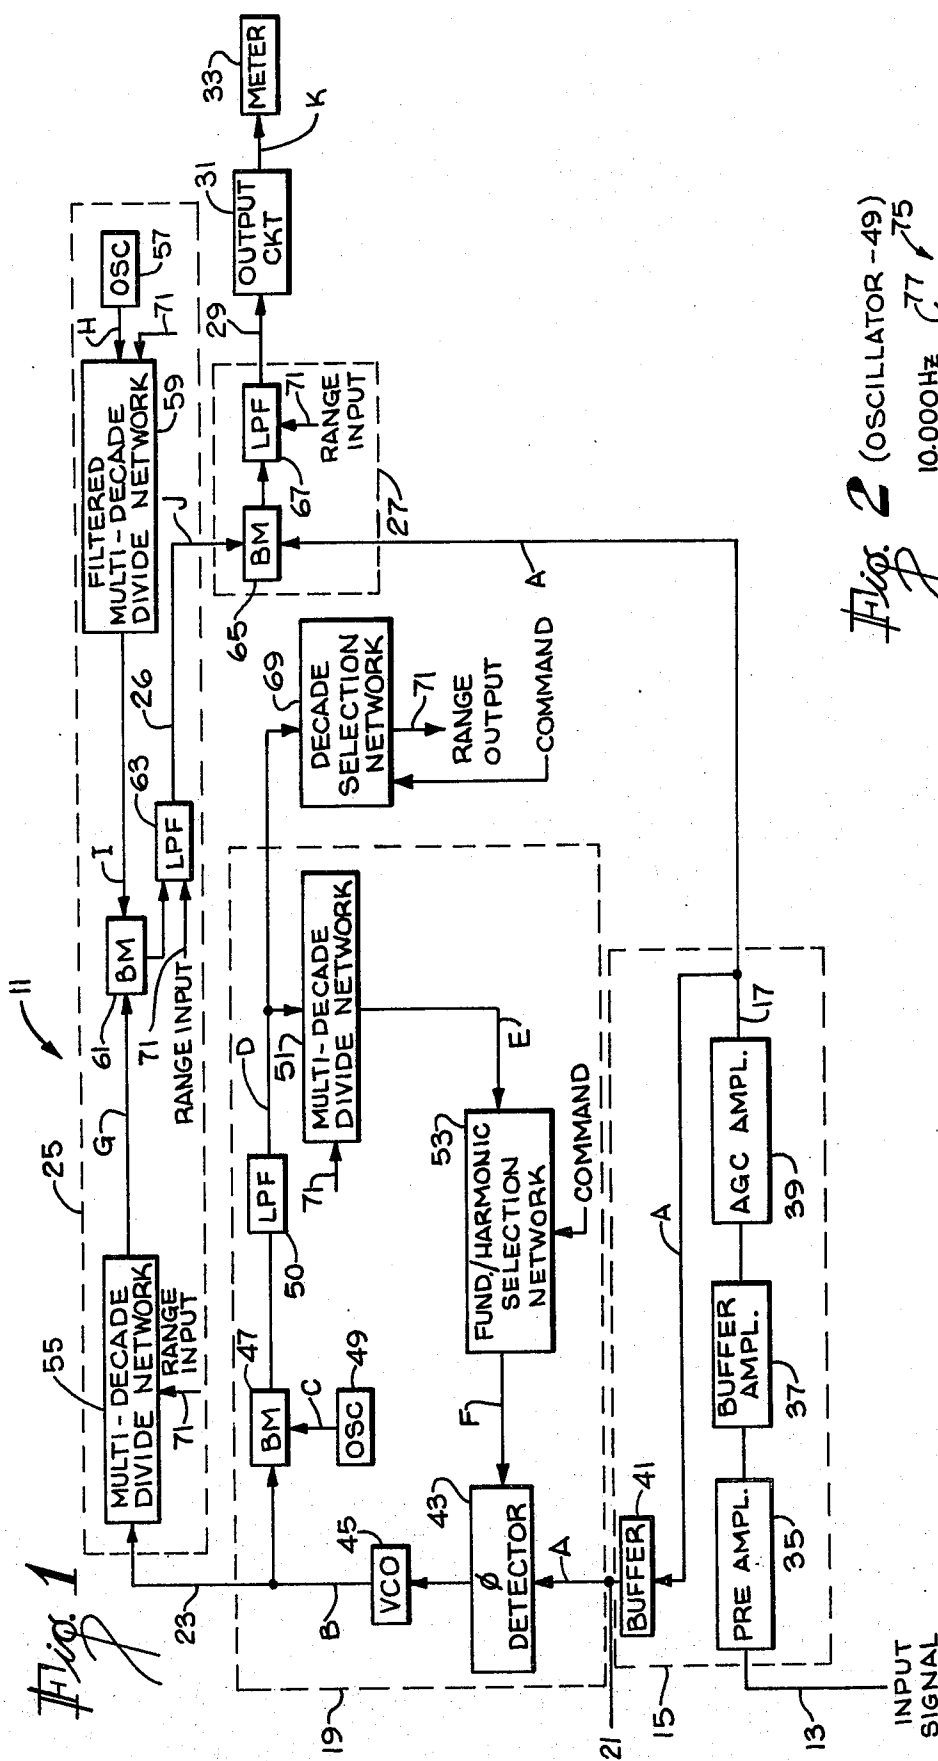 Fig. 1
11
25
55
MULTI-DECADE
DIVIDE NETWORK
71
RANGE
INPUT
G
61
BM
71
RANGE INPUT
I
63
LPF
26
J
FILTERED
MULTI-DECADE
DIVIDE NETWORK
59
H
71
OSC
57
23
B
45
VCO
47
BM
C
OSC
49
LPF
50
D
51
MULTI-DECADE
DIVIDE NETWORK
71
E
53
FUND./HARMONIC
SELECTION
NETWORK
COMMAND
F
43
Ø
DETECTOR
A
19
21
69
DECADE
SELECTION
NETWORK
71
RANGE
OUTPUT
COMMAND
65
BM
67
LPF
71
RANGE
INPUT
27
29
OUTPUT
CKT
31
K
33
METER
A
BUFFER
41
A
15
13
INPUT
SIGNAL
PRE AMPL.
35
BUFFER
AMPL.
37
AGC AMPL.
39
17
Fig. 2 (OSCILLATOR-49)
10.000Hz 77 75